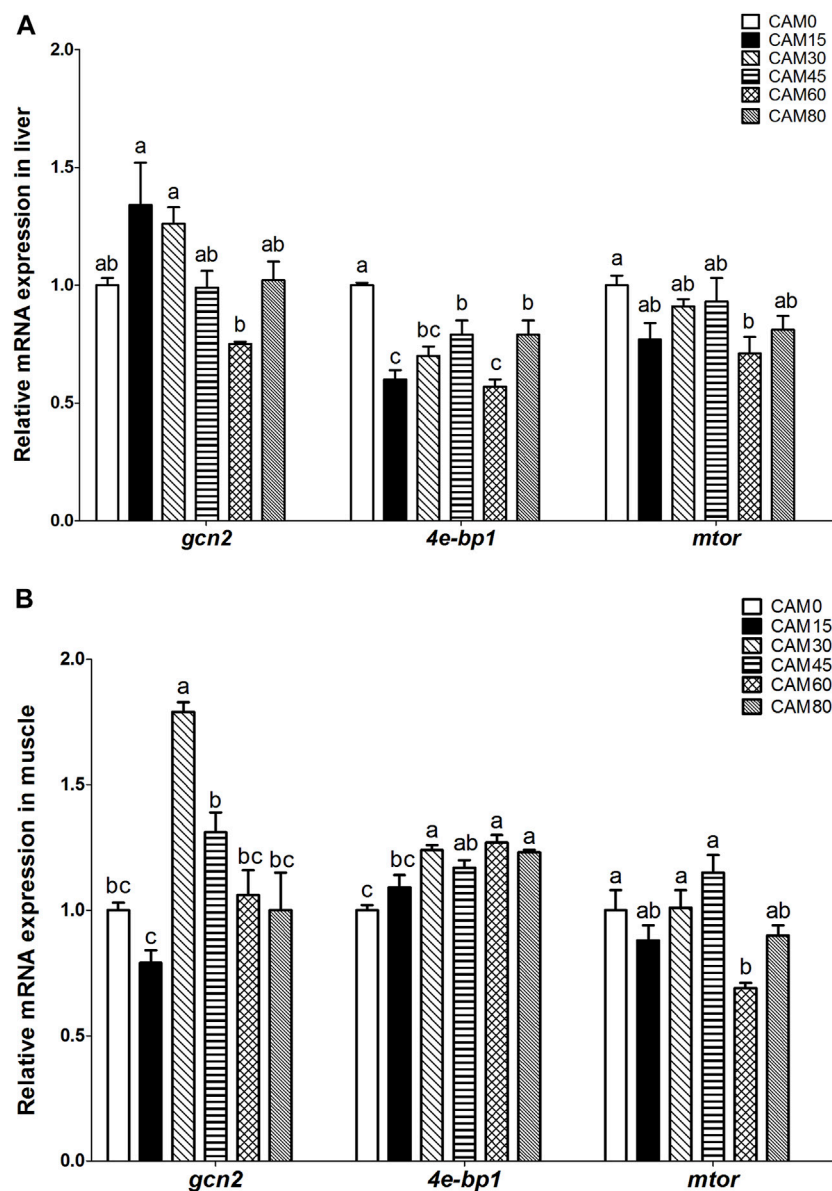 A
CAM0
CAM15
CAM30
CAM45
CAM60
CAM80
Relative mRNA expression in liver
2.0
1.5
1.0
0.5
0.0
ab
a
a
ab
b
ab
a
c
bc
b
c
b
a
ab
ab
ab
b
ab
gcn2
4e-bp1
mtor
B
CAM0
CAM15
CAM30
CAM45
CAM60
CAM80
Relative mRNA expression in muscle
2.0
1.5
1.0
0.5
0.0
bc
c
a
b
bc
bc
c
bc
a
ab
a
a
a
ab
a
a
b
ab
gcn2
4e-bp1
mtor